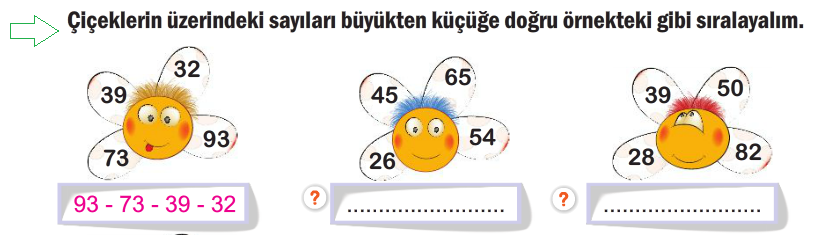 Çiçeklerin üzerindeki sayıları büyükten küçüğe doğru örnekteki gibi sıralayalım.
39 32 93 73
45 65 54 26
39 50 82 28
93 - 73 - 39 - 32
? ...........................
? ...........................